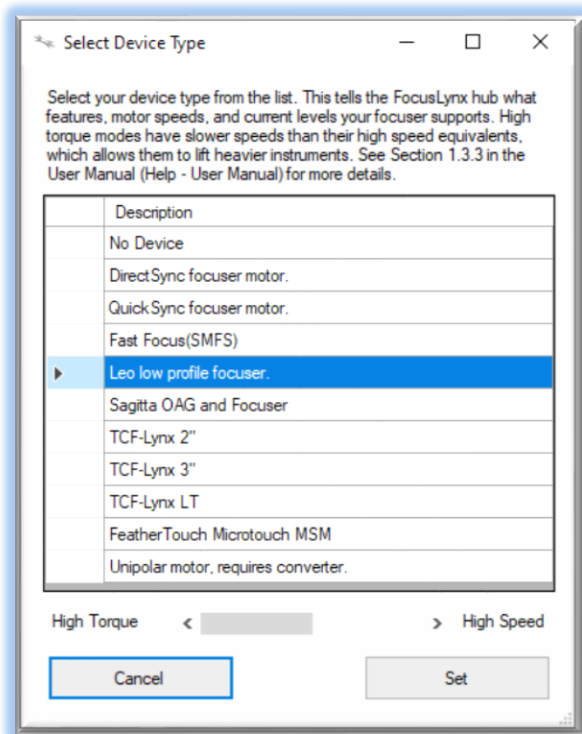 Select Device Type
Select your device type from the list. This tells the FocusLynx hub what
features, motor speeds, and current levels your focuser supports. High
torque modes have slower speeds than their high speed equivalents,
which allows them to lift heavier instruments. See Section 1.3.3 in the
User Manual (Help - User Manual) for more details.
Description
No Device
DirectSync focuser motor.
QuickSync focuser motor.
Fast Focus(SMFS)
Leo low profile focuser.
Sagitta OAG and Focuser
TCF-Lynx 2"
TCF-Lynx 3"
TCF-Lynx LT
FeatherTouch Microtouch MSM
Unipolar motor, requires converter.
High Torque < > High Speed
Cancel Set